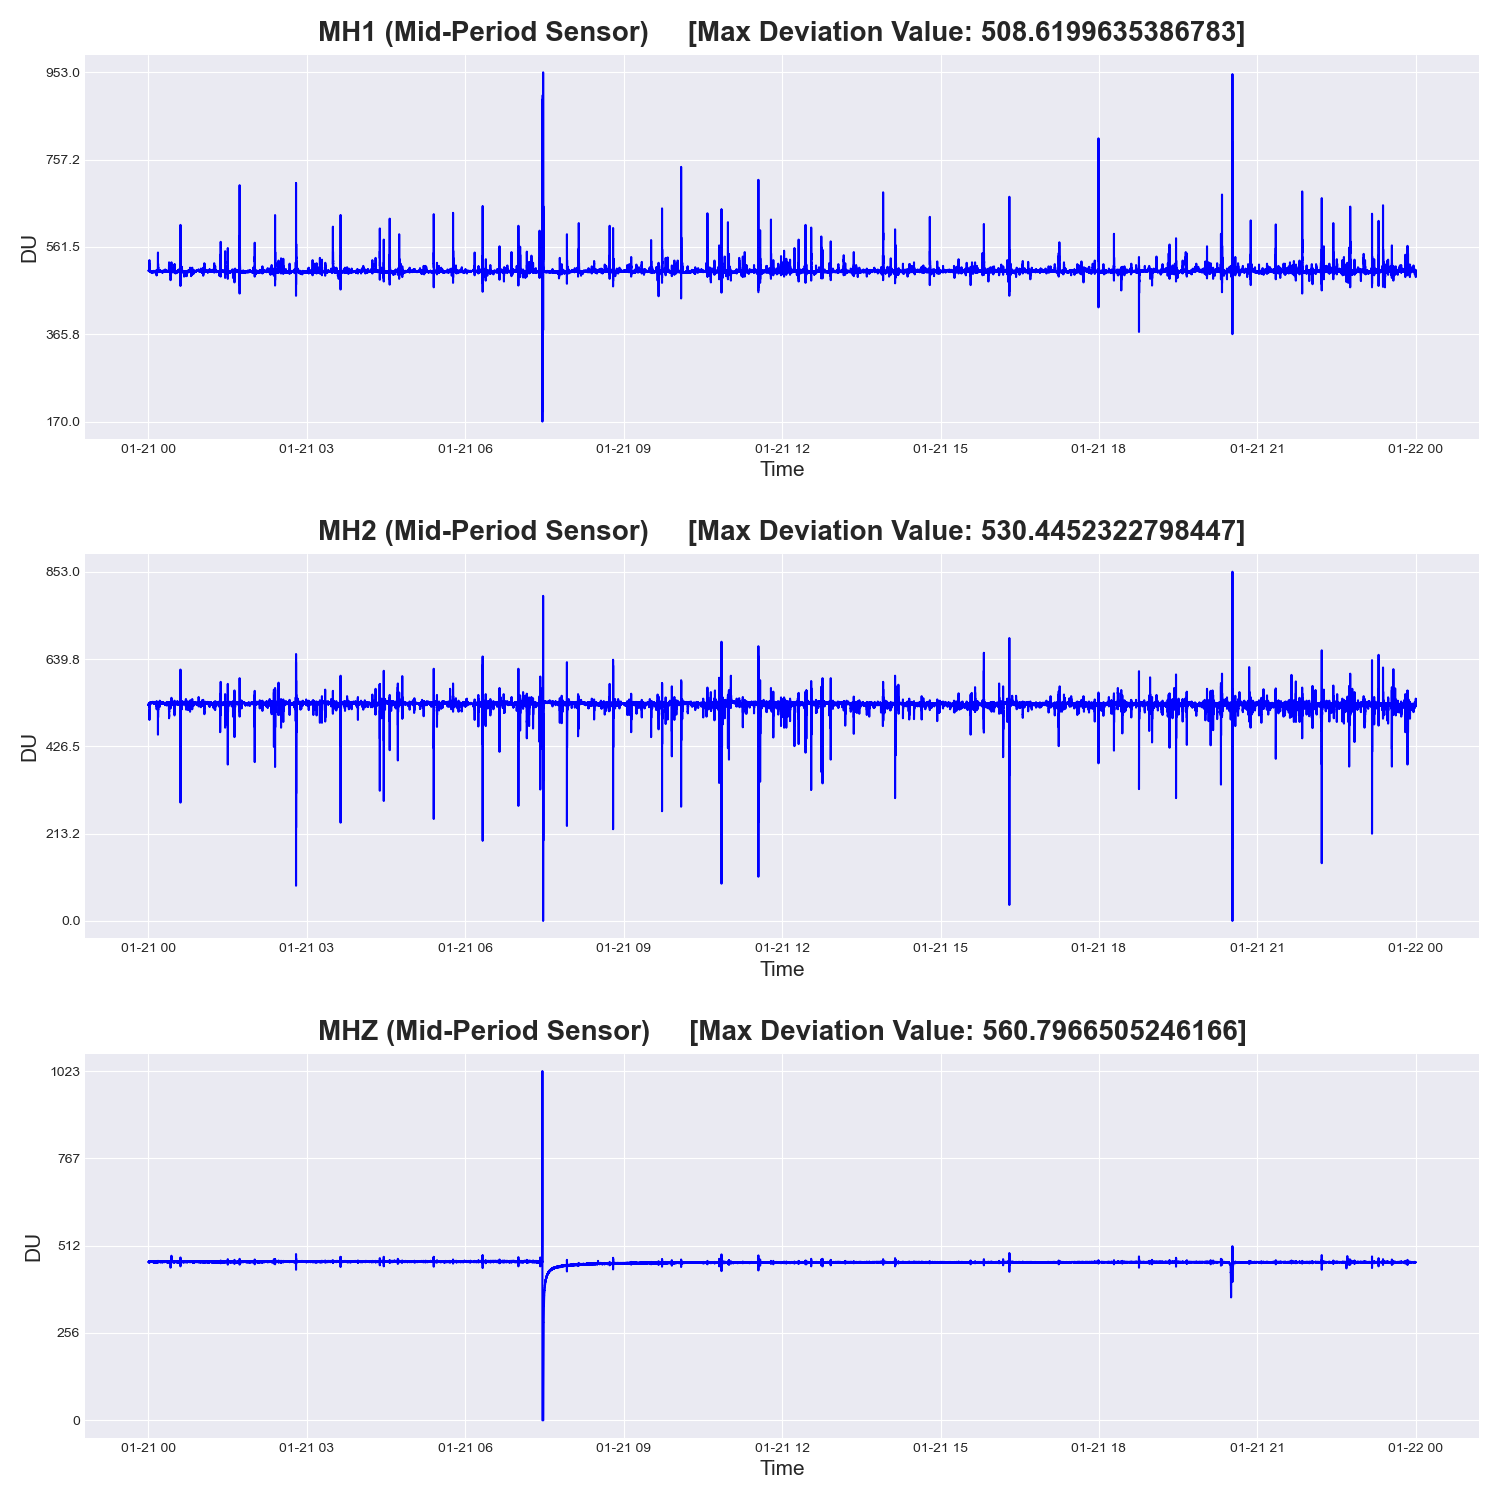 MH1 (Mid-Period Sensor) [Max Deviation Value: 508.6199635386783]
953.0
757.2
561.5
365.8
170.0
DU
01-21 00 01-21 03 01-21 06 01-21 09 01-21 12 01-21 15 01-21 18 01-21 21 01-22 00
Time
MH2 (Mid-Period Sensor) [Max Deviation Value: 530.4452322798447]
853.0
639.8
426.5
213.2
0.0
DU
01-21 00 01-21 03 01-21 06 01-21 09 01-21 12 01-21 15 01-21 18 01-21 21 01-22 00
Time
MHZ (Mid-Period Sensor) [Max Deviation Value: 560.7966505246166]
1023
767
512
256
0
DU
01-21 00 01-21 03 01-21 06 01-21 09 01-21 12 01-21 15 01-21 18 01-21 21 01-22 00
Time